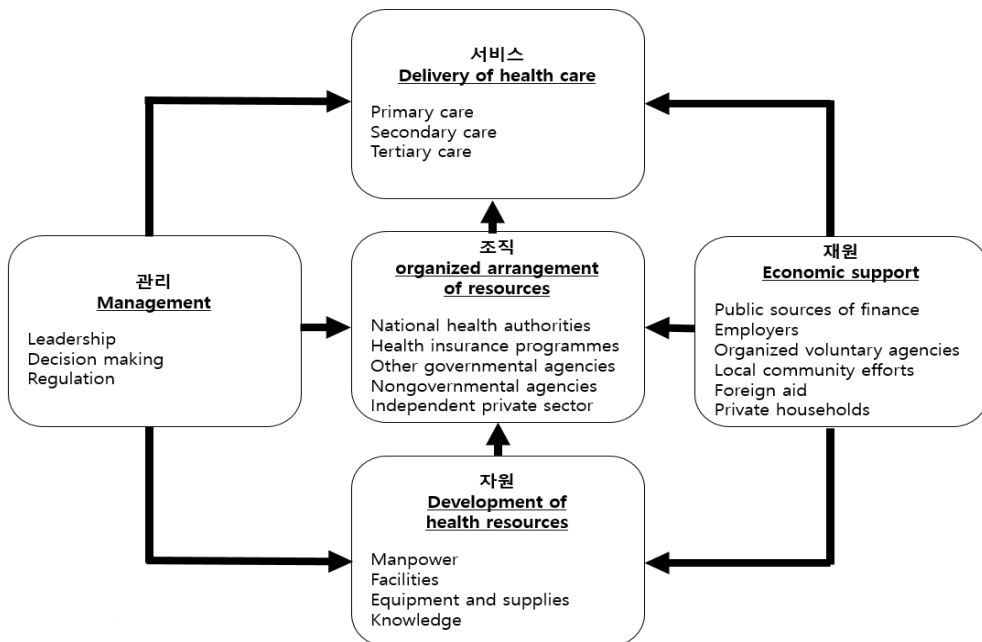 서비스
Delivery of health care
Primary care
Secondary care
Tertiary care
관리
Management
Leadership
Decision making
Regulation
조직
organized arrangement
of resources
National health authorities
Health insurance programmes
Other governmental agencies
Nongovernmental agencies
Independent private sector
재원
Economic support
Public sources of finance
Employers
Organized voluntary agencies
Local community efforts
Foreign aid
Private households
자원
Development of
health resources
Manpower
Facilities
Equipment and supplies
Knowledge